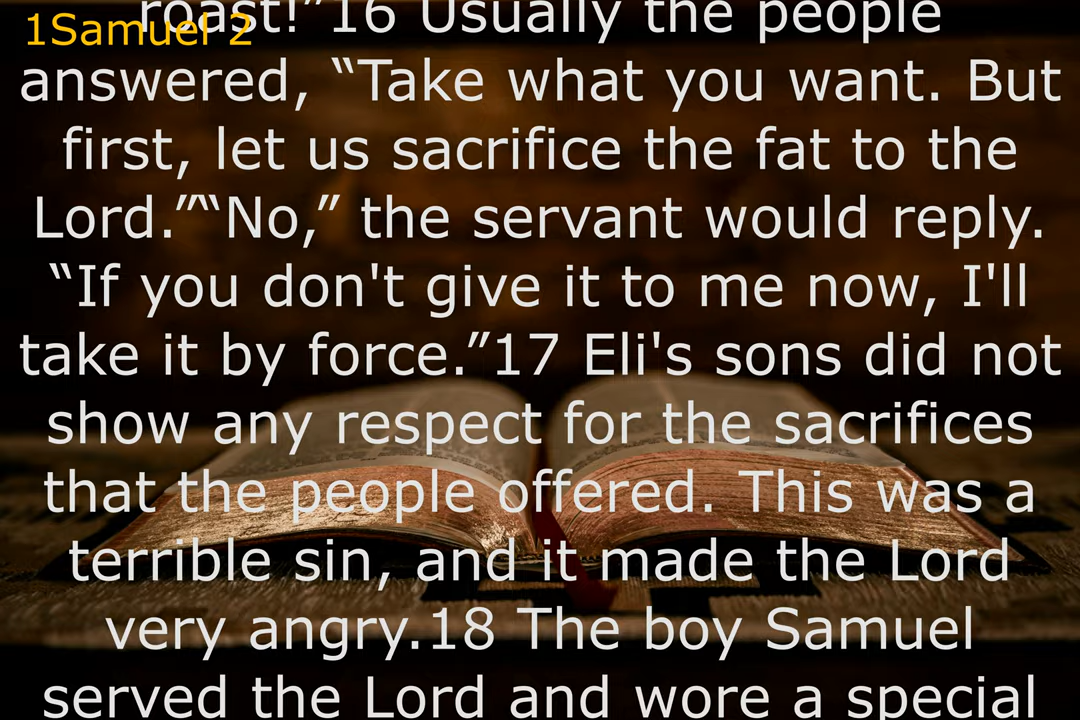 roast!”16 Usually the people
1Samuel 2
answered, “Take what you want. But
first, let us sacrifice the fat to the
Lord.”“No,” the servant would reply.
“If you don't give it to me now, I'll
take it by force.”17 Eli's sons did not
show any respect for the sacrifices
that the people offered. This was a
terrible sin, and it made the Lord
very angry.18 The boy Samuel
served the Lord and wore a special